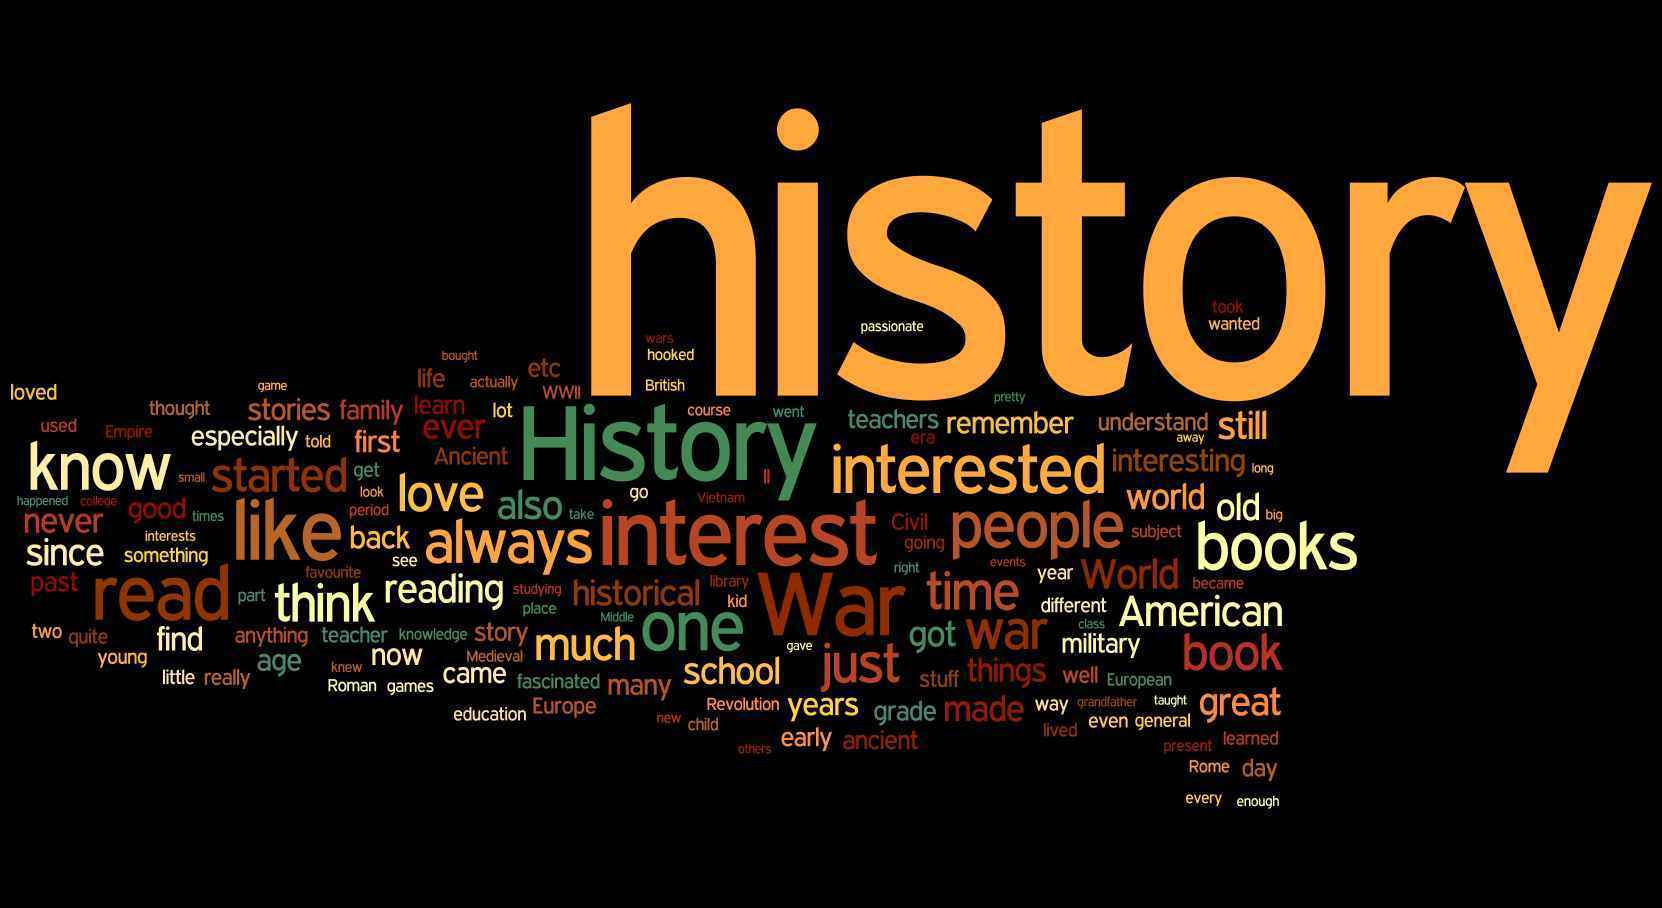 history
took
wanted
passionate
wars
hooked
British
bought
life
actually
etc
WWII
loved
game
thought
stories
family
learn
lot
History
course
went
pretty
teachers
remember
understand
still
used
Empire
especially
told
first
ever
era
away
know
small
started
get
Ancient
II
interested
interesting
long
happened
college
good
times
look
period
love
also
go
take
Vietnam
world
old
big
never
interests
like
back
always
interest
Civil
going
people
subject
books
since
something
see
right
events
year
World
became
past
read
favourite
part
think
reading
studying
place
historical
library
kid
Middle
War
time
different
class
American
two
quite
find
anything
teacher
knowledge
story
much
one
gave
got
war
military
book
young
age
now
Medieval
school
just
stuff
things
well
European
little
really
knew
Roman
games
came
fascinated
many
education
Europe
new
child
Revolution
years
grade
made
way
grandfather
taught
great
lived
even
general
others
early
ancient
present
learned
Rome
day
every
enough